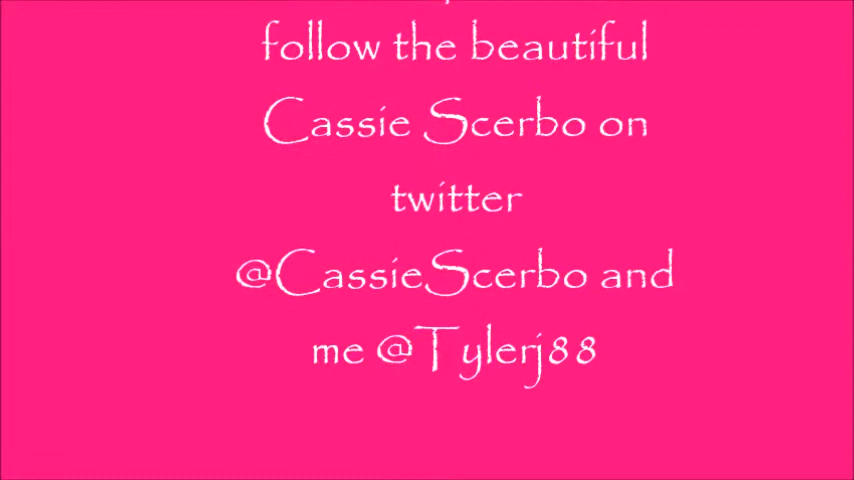 follow the beautiful
Cassie Scerbo on
twitter
@CassieScerbo and
me @Tylerj88